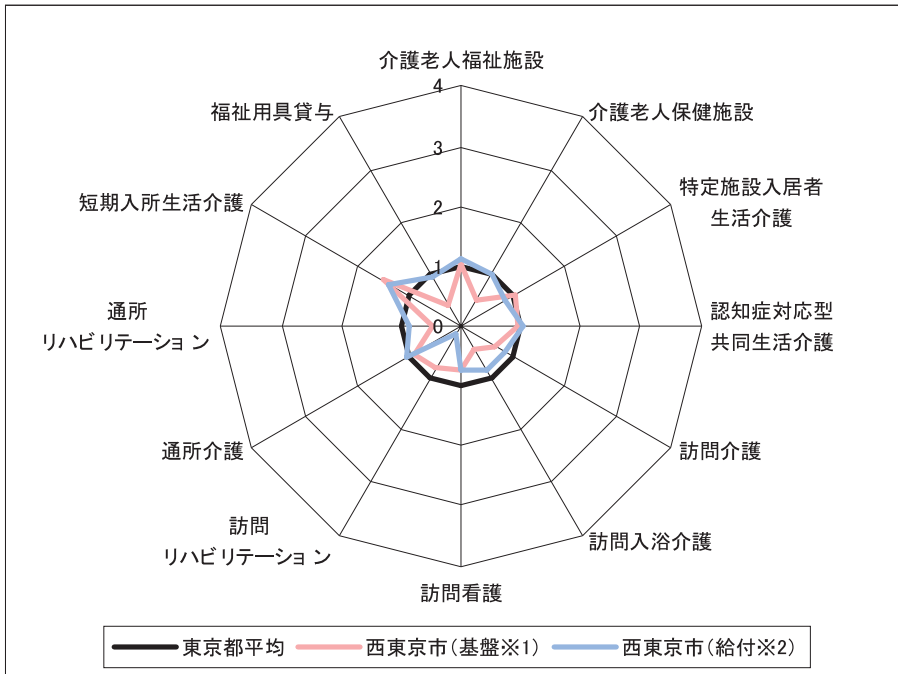 介護老人福祉施設
4
福祉用具貸与
介護老人保健施設
3
特定施設入居者
生活介護
短期入所生活介護
2
1
通所
リハビリテーション
0
認知症対応型
共同生活介護
通所介護
訪問介護
訪問
リハビリテーション
訪問入浴介護
訪問看護
東京都平均
西東京市(基盤※1)
西東京市(給付※2)